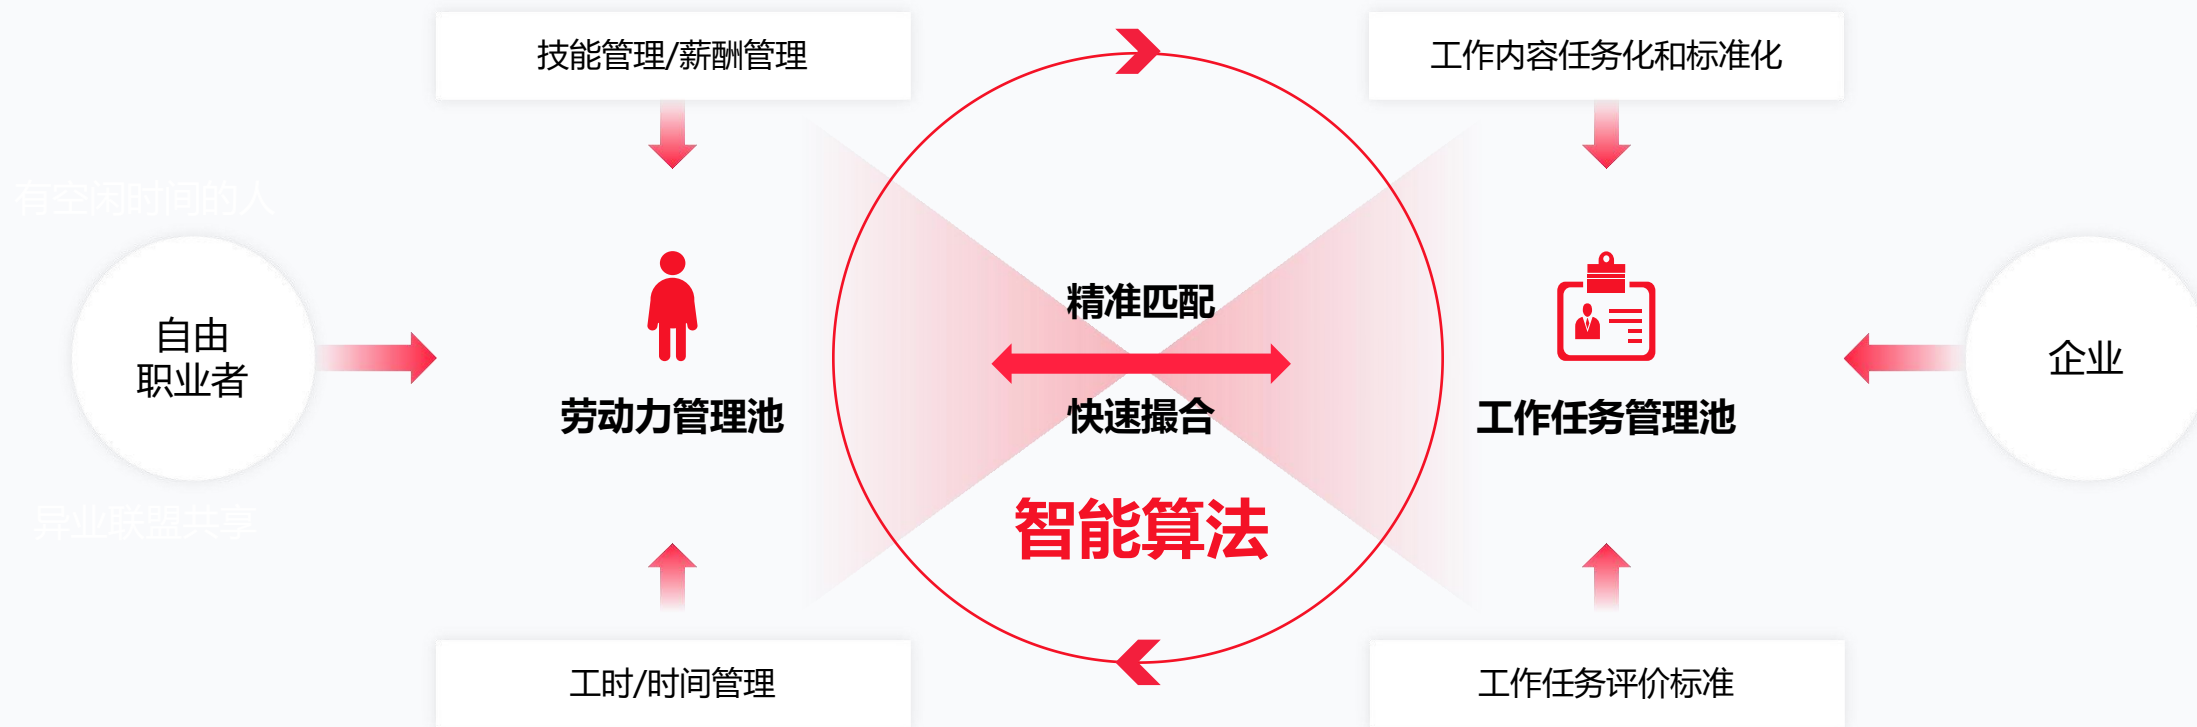 技能管理/薪酬管理
工作内容任务化和标准化
有空闲时间的人
自由
职业者
精准匹配
企业
劳动力管理池
快速撮合
工作任务管理池
智能算法
异业联盟共享
工时/时间管理
工作任务评价标准